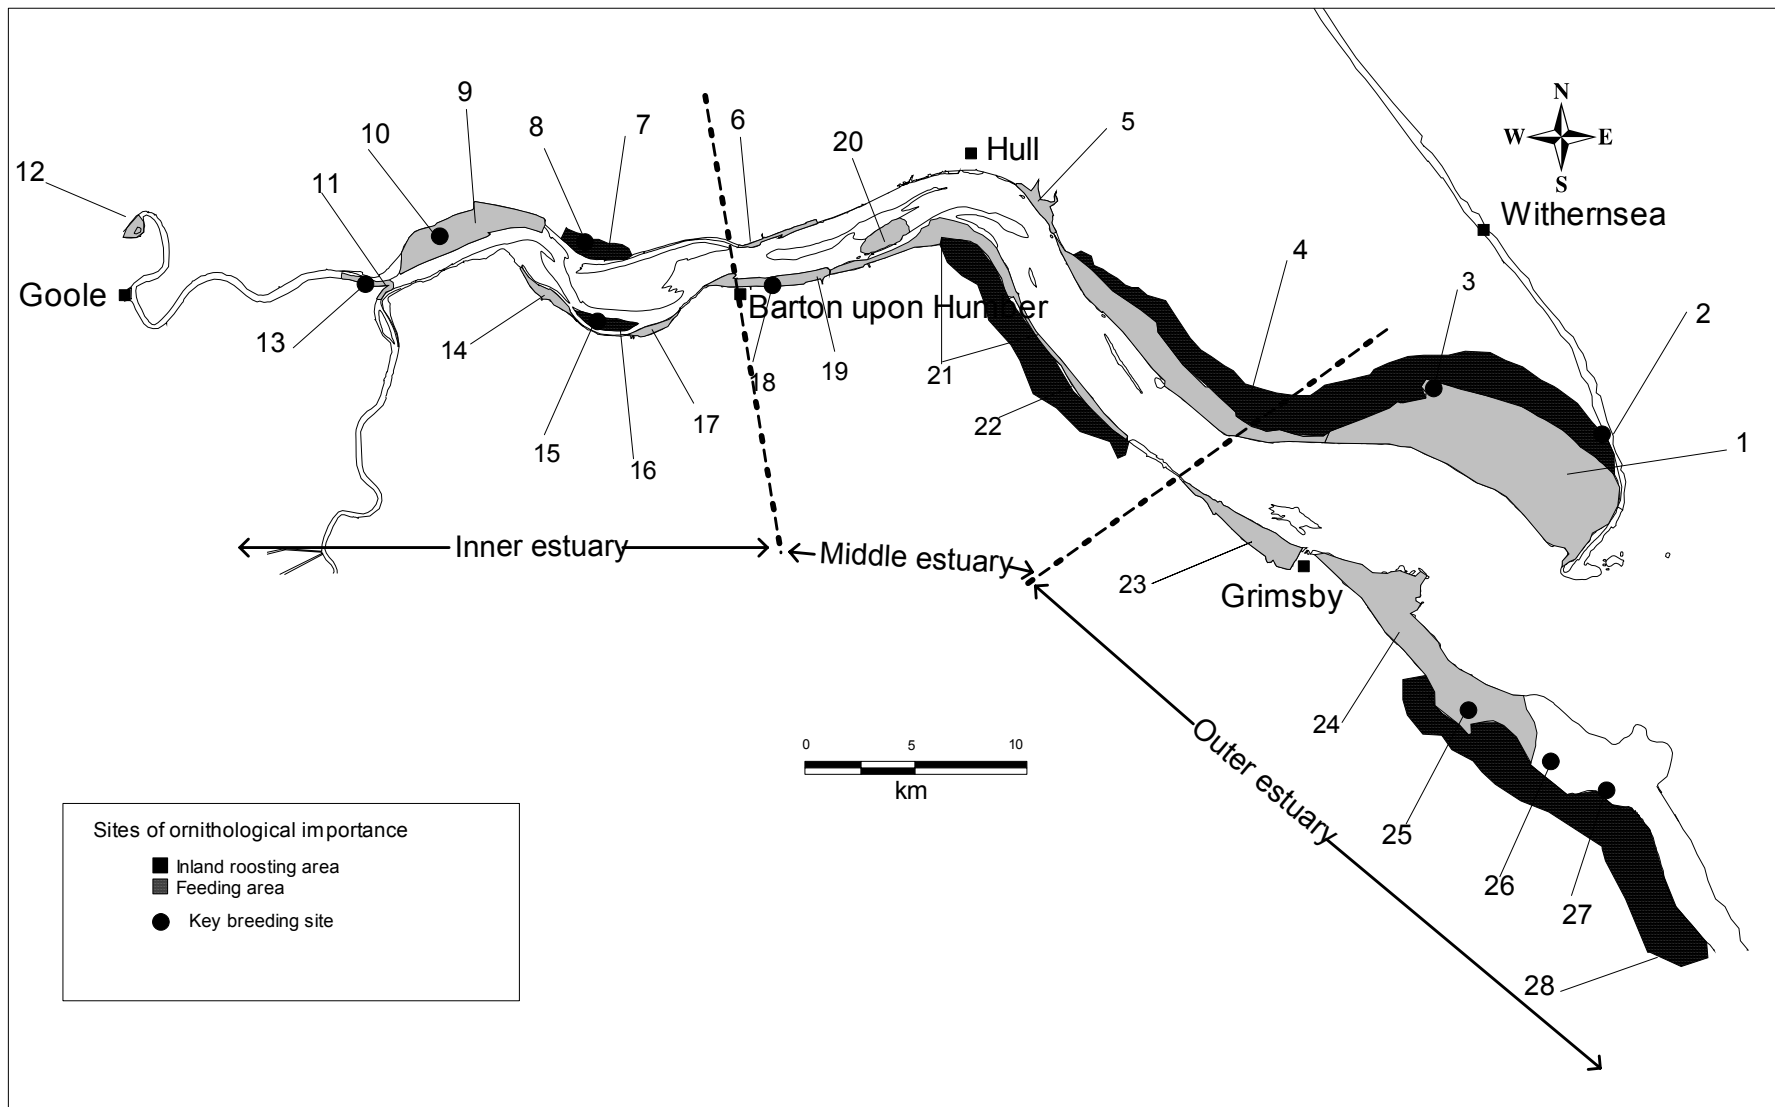 9
6
5
10
8
7
20
Hull
N
W
E
S
12
11
Withernsea
4
3
Goole
Barton upon Humber
2
13
14
18
19
21
22
17
15
16
1
Inner estuary
Middle estuary
23
Grimsby
24
Outer estuary
0
5
10
km
25
26
27
28
Sites of ornithological importance
Inland roosting area
Feeding area
Key breeding site